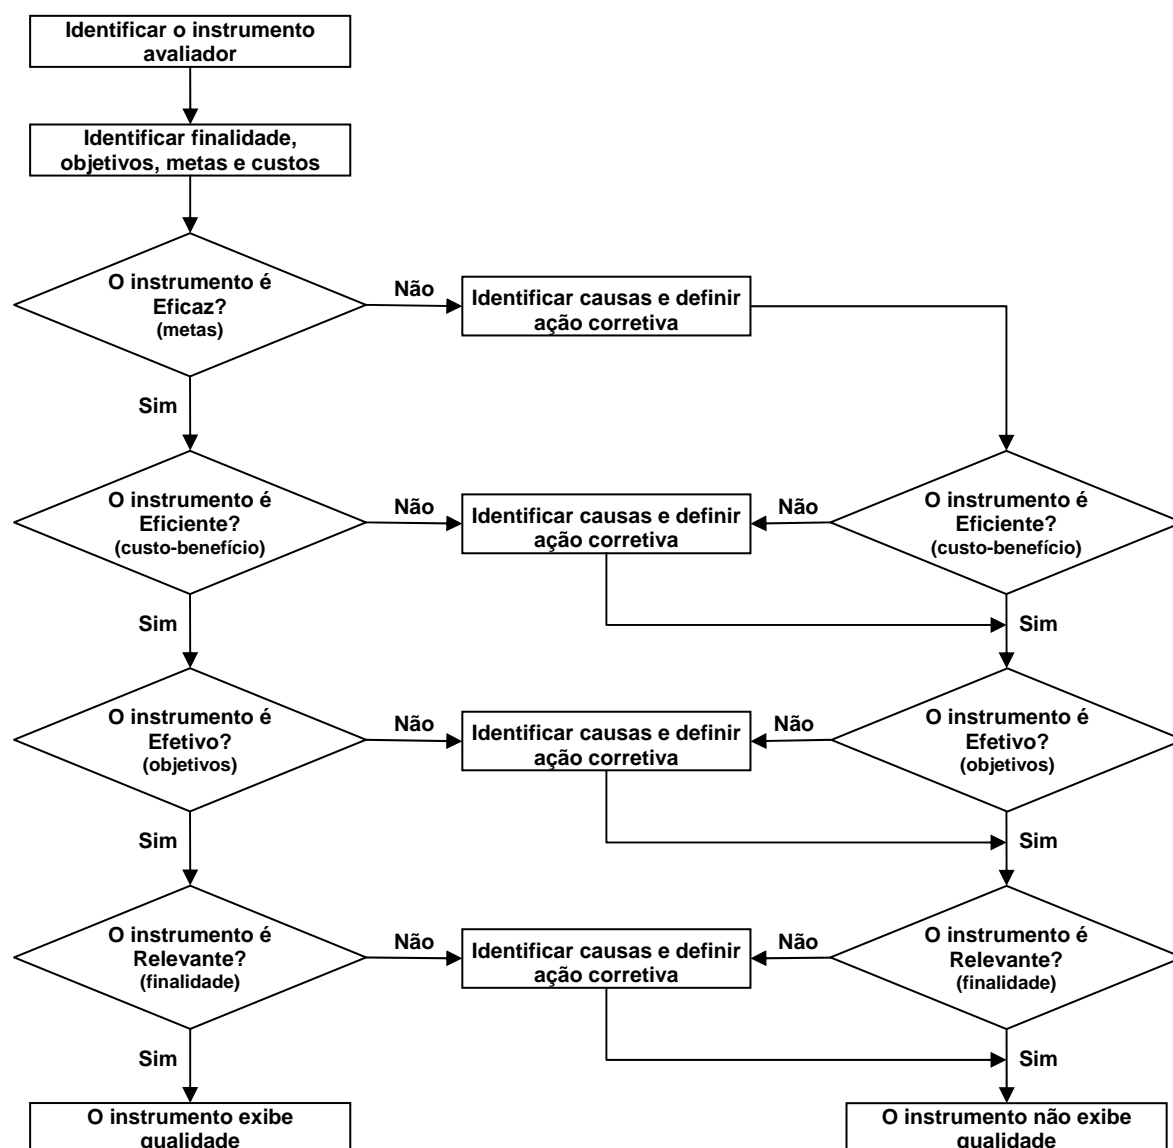 Identificar o instrumento
avaliador
Identificar finalidade,
objetivos, metas e custos
O instrumento é
Eficaz?
(metas)
Não
Identificar causas e definir
ação corretiva
Sim
O instrumento é
Eficiente?
(custo-benefício)
Não
Identificar causas e definir
ação corretiva
Não
O instrumento é
Eficiente?
(custo-benefício)
Sim
Sim
O instrumento é
Efetivo?
(objetivos)
Não
Identificar causas e definir
ação corretiva
Não
O instrumento é
Efetivo?
(objetivos)
Sim
Sim
O instrumento é
Relevante?
(finalidade)
Não
Identificar causas e definir
ação corretiva
Não
O instrumento é
Relevante?
(finalidade)
Sim
Sim
O instrumento exibe
qualidade
O instrumento não exibe
qualidade